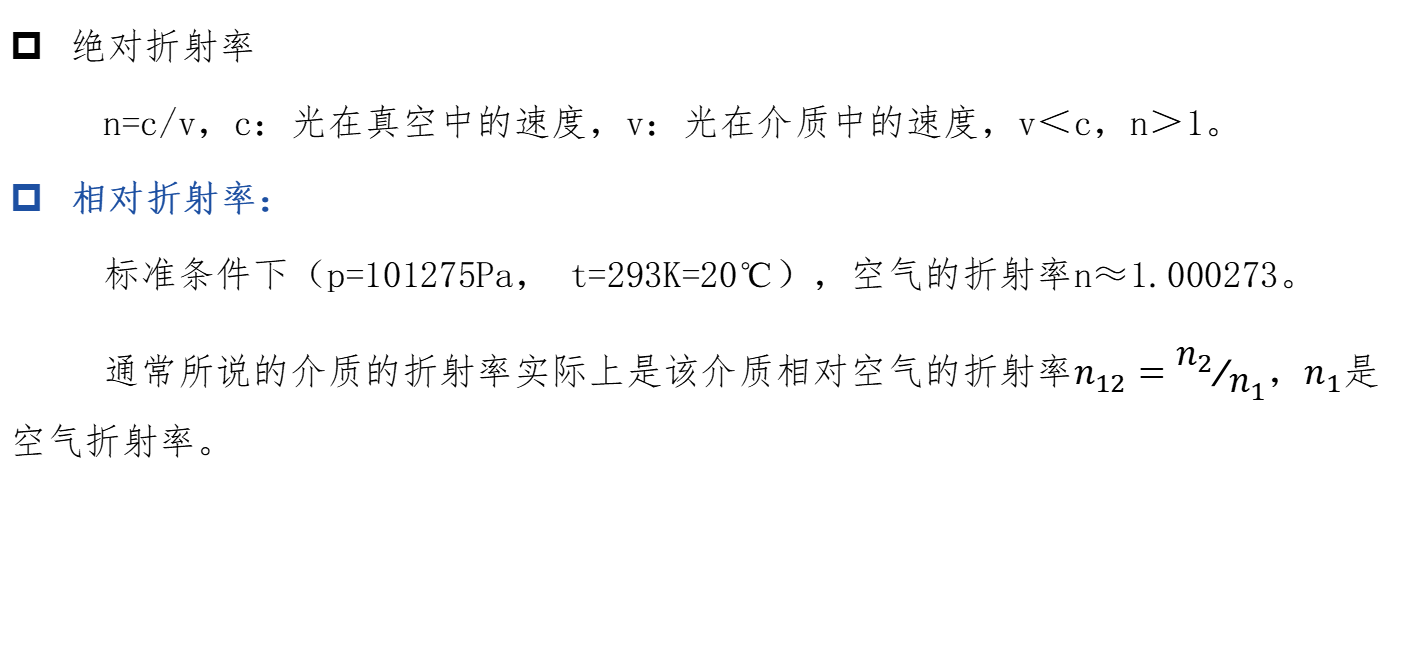 绝对折射率
n=c/v，c：光在真空中的速度，v：光在介质中的速度，v＜c，n＞1。
相对折射率：
标准条件下（p=101275Pa， t=293K=20℃），空气的折射率n≈1.000273。
通常所说的介质的折射率实际上是该介质相对空气的折射率n₁₂ = n₂/n₁，n₁是
空气折射率。